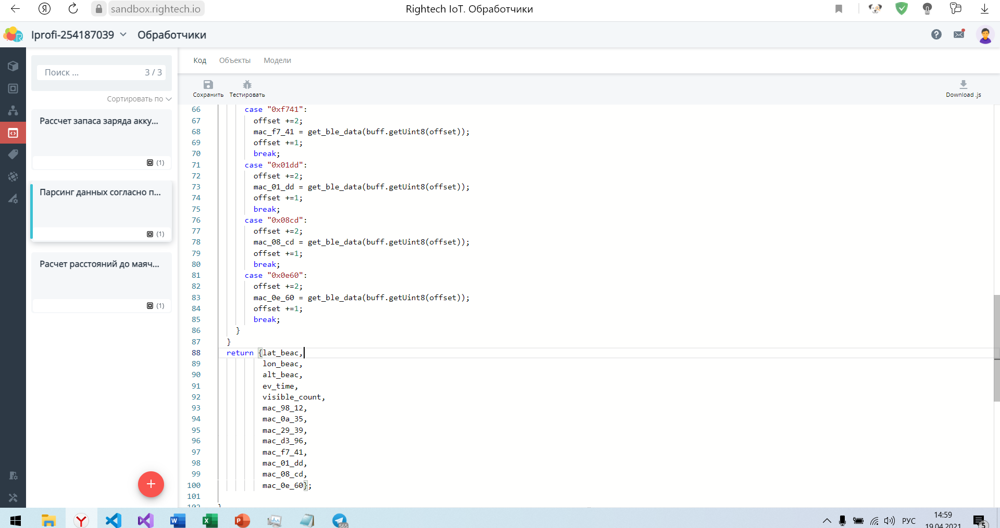 sandbox.rightech.io
Rightech IoT. Обработчики
Iprofi-254187039
Обработчики
Поиск ...
3 / 3
Сортировать по
Рассчет запаса заряда акку...
(1)
Парсинг данных согласно п...
(1)
Расчет расстояний до маяч...
(1)
Код
Объекты
Модели
Сохранить
Тестировать
Download .js
66 case "0xf741":
67 offset +=2;
68 mac_f7_41 = get_ble_data(buff.getUint8(offset));
69 offset +=1;
70 break;
71 case "0x01dd":
72 offset +=2;
73 mac_01_dd = get_ble_data(buff.getUint8(offset));
74 offset +=1;
75 break;
76 case "0x08cd":
77 offset +=2;
78 mac_08_cd = get_ble_data(buff.getUint8(offset));
79 offset +=1;
80 break;
81 case "0x0e60":
82 offset +=2;
83 mac_0e_60 = get_ble_data(buff.getUint8(offset));
84 offset +=1;
85 break;
86 }
87 }
88 return {lat_beac,
89 lon_beac,
90 alt_beac,
91 ev_time,
92 visible_count,
93 mac_98_12,
94 mac_0a_35,
95 mac_29_39,
96 mac_d3_96,
97 mac_f7_41,
98 mac_01_dd,
99 mac_08_cd,
100 mac_0e_60};
101
102 }
565
РУС
14:59
19.04.2021
5